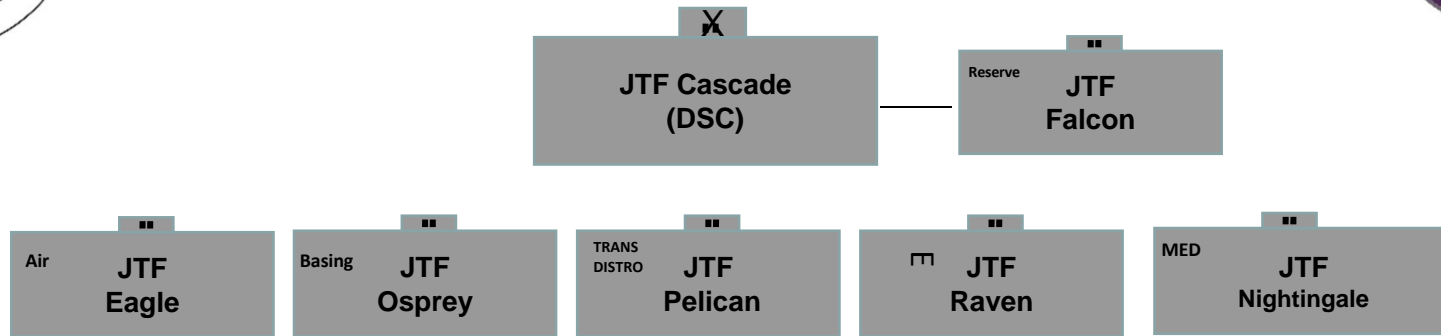 X
JTF Cascade
(DSC)
Reserve
JTF
Falcon
Air
JTF
Eagle
Basing
JTF
Osprey
TRANS
DISTRO
JTF
Pelican
E
JTF
Raven
MED
JTF
Nightingale